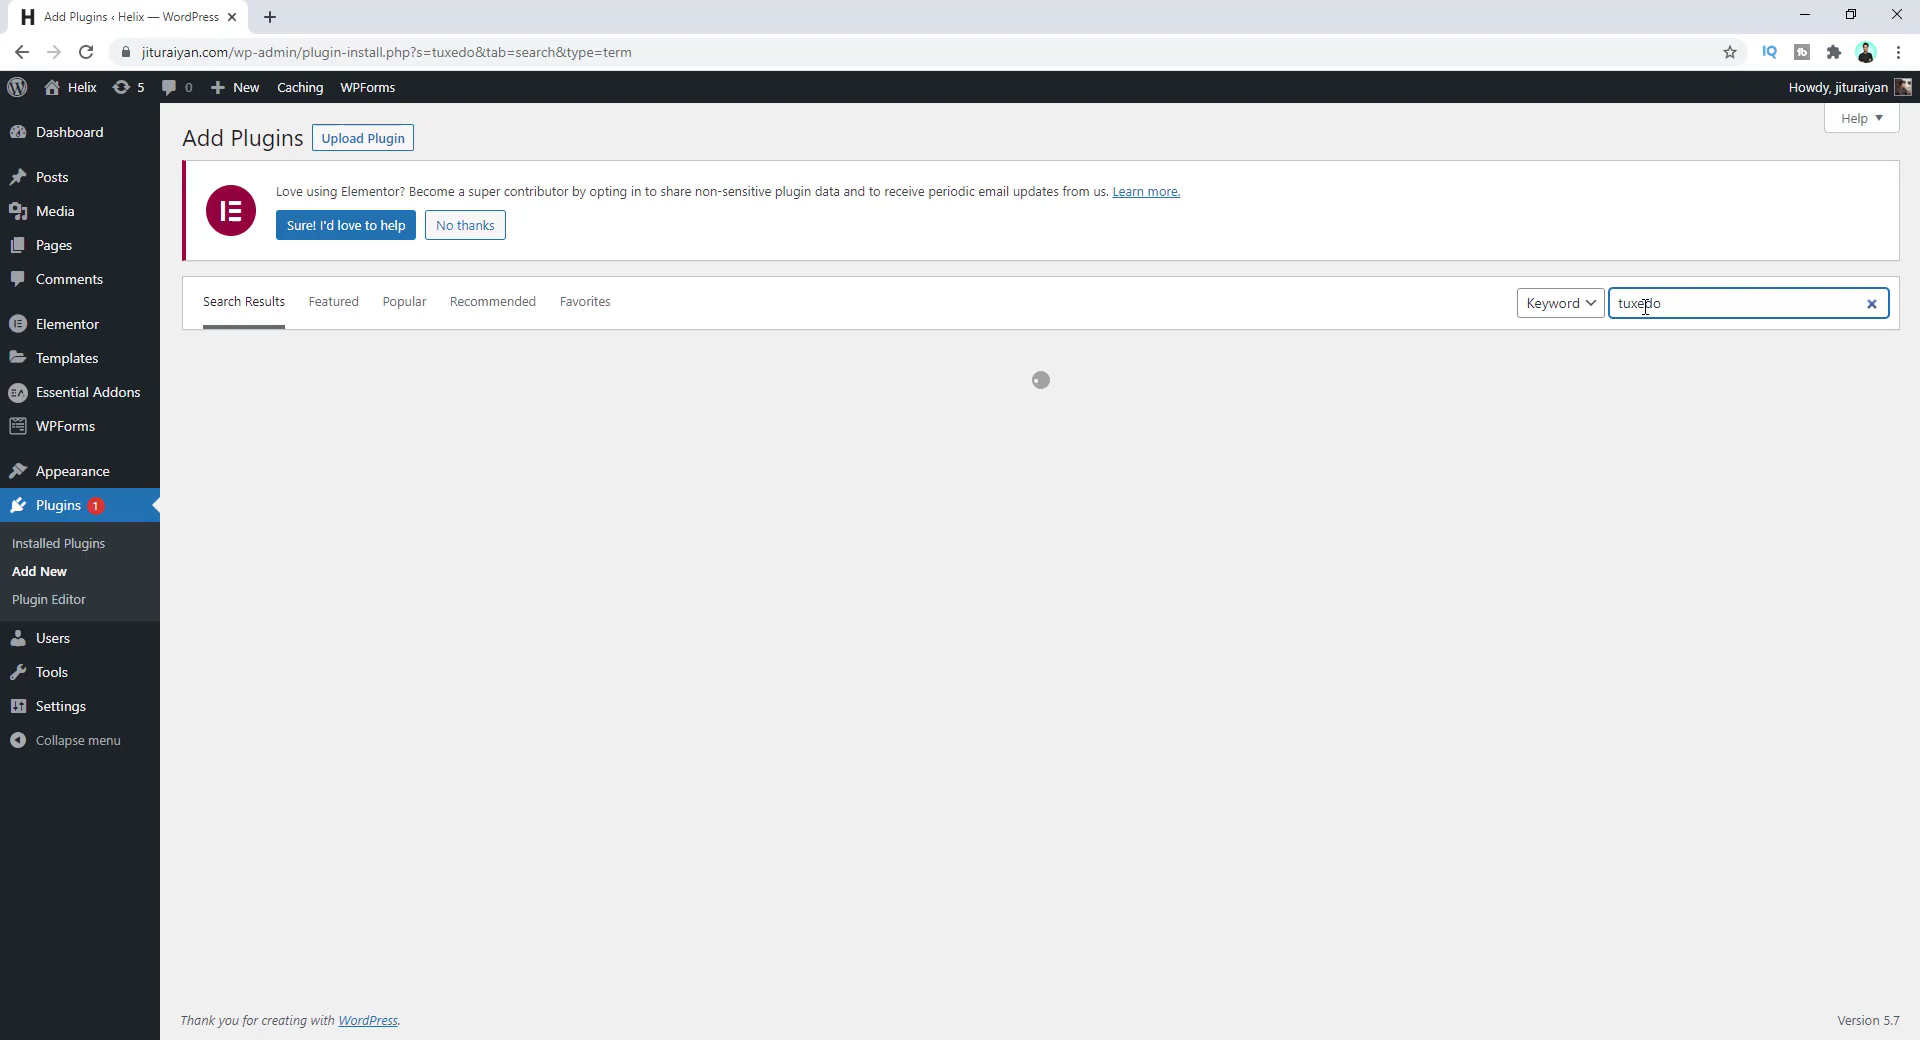 Add Plugins ‹ Helix — WordPress
jituraiyan.com/wp-admin/plugin-install.php?s=tuxedo&tab=search&type=term
Helix 5 0 New Caching WPForms Howdy, jituraiyan
Help
Dashboard
Posts
Media
Pages
Comments
Elementor
Templates
Essential Addons
WPForms
Appearance
Plugins 1
Installed Plugins
Add New
Plugin Editor
Users
Tools
Settings
Collapse menu
Add Plugins Upload Plugin
Love using Elementor? Become a super contributor by opting in to share non-sensitive plugin data and to receive periodic email updates from us. Learn more.
Sure! I'd love to help No thanks
Search Results Featured Popular Recommended Favorites Keyword tuxedo
Thank you for creating with WordPress. Version 5.7